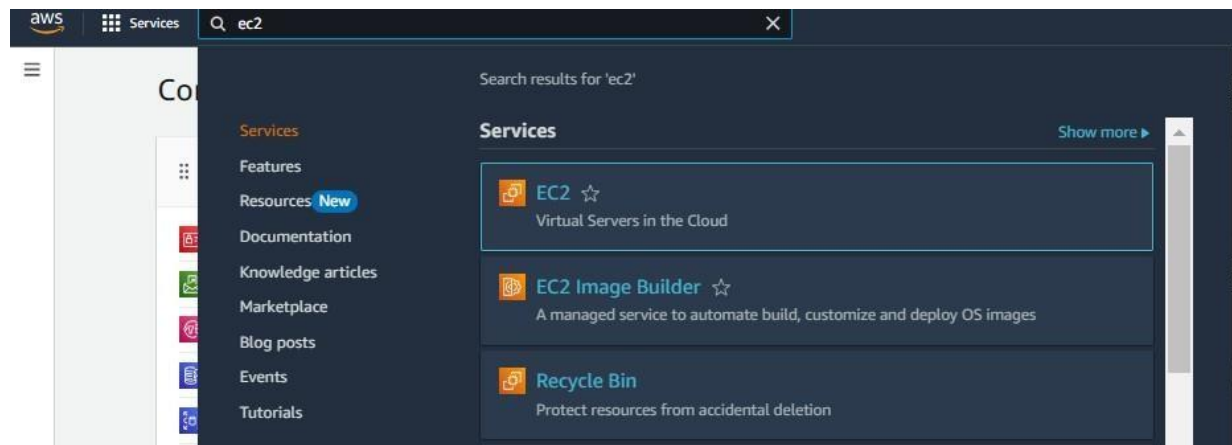 aws
Services
ec2
Search results for 'ec2'
Services
Features
Resources New
Documentation
Knowledge articles
Marketplace
Blog posts
Events
Tutorials
Services
Show more
EC2
Virtual Servers in the Cloud
EC2 Image Builder
A managed service to automate build, customize and deploy OS images
Recycle Bin
Protect resources from accidental deletion